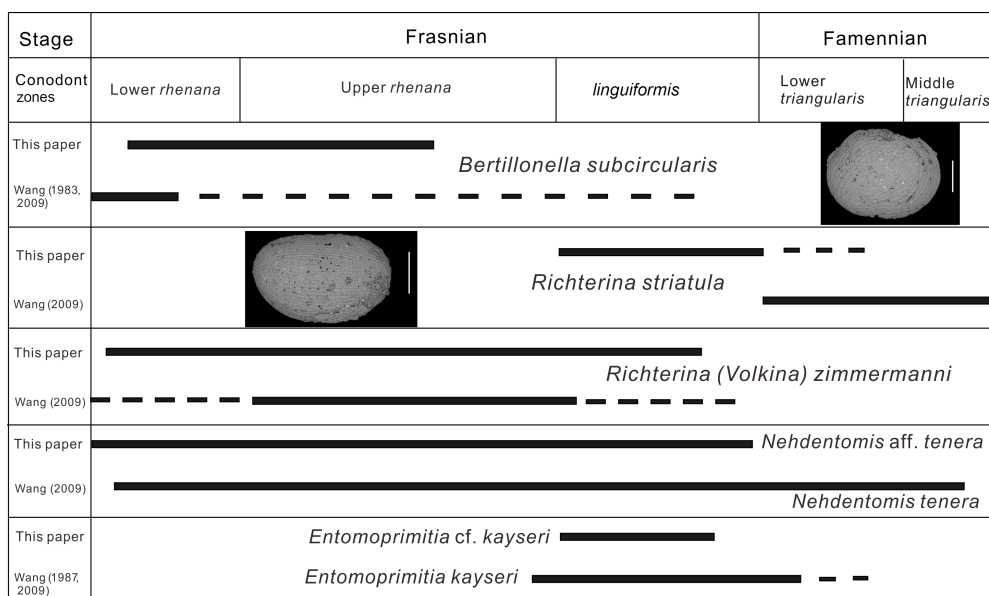 Stage
Frasnian
Famennian
Conodont
zones
Lower rhenana
Upper rhenana
linguiformis
Lower
triangularis
Middle
triangularis
This paper
Bertillonella subcircularis
Wang (1983,
2009)
This paper
Richterina striatula
Wang (2009)
This paper
Richterina (Volkina) zimmermanni
Wang (2009)
This paper
Nehdentomis aff. tenera
Wang (2009)
Nehdentomis tenera
This paper
Entomoprimitia cf. kayseri
Wang (1987,
2009)
Entomoprimitia kayseri